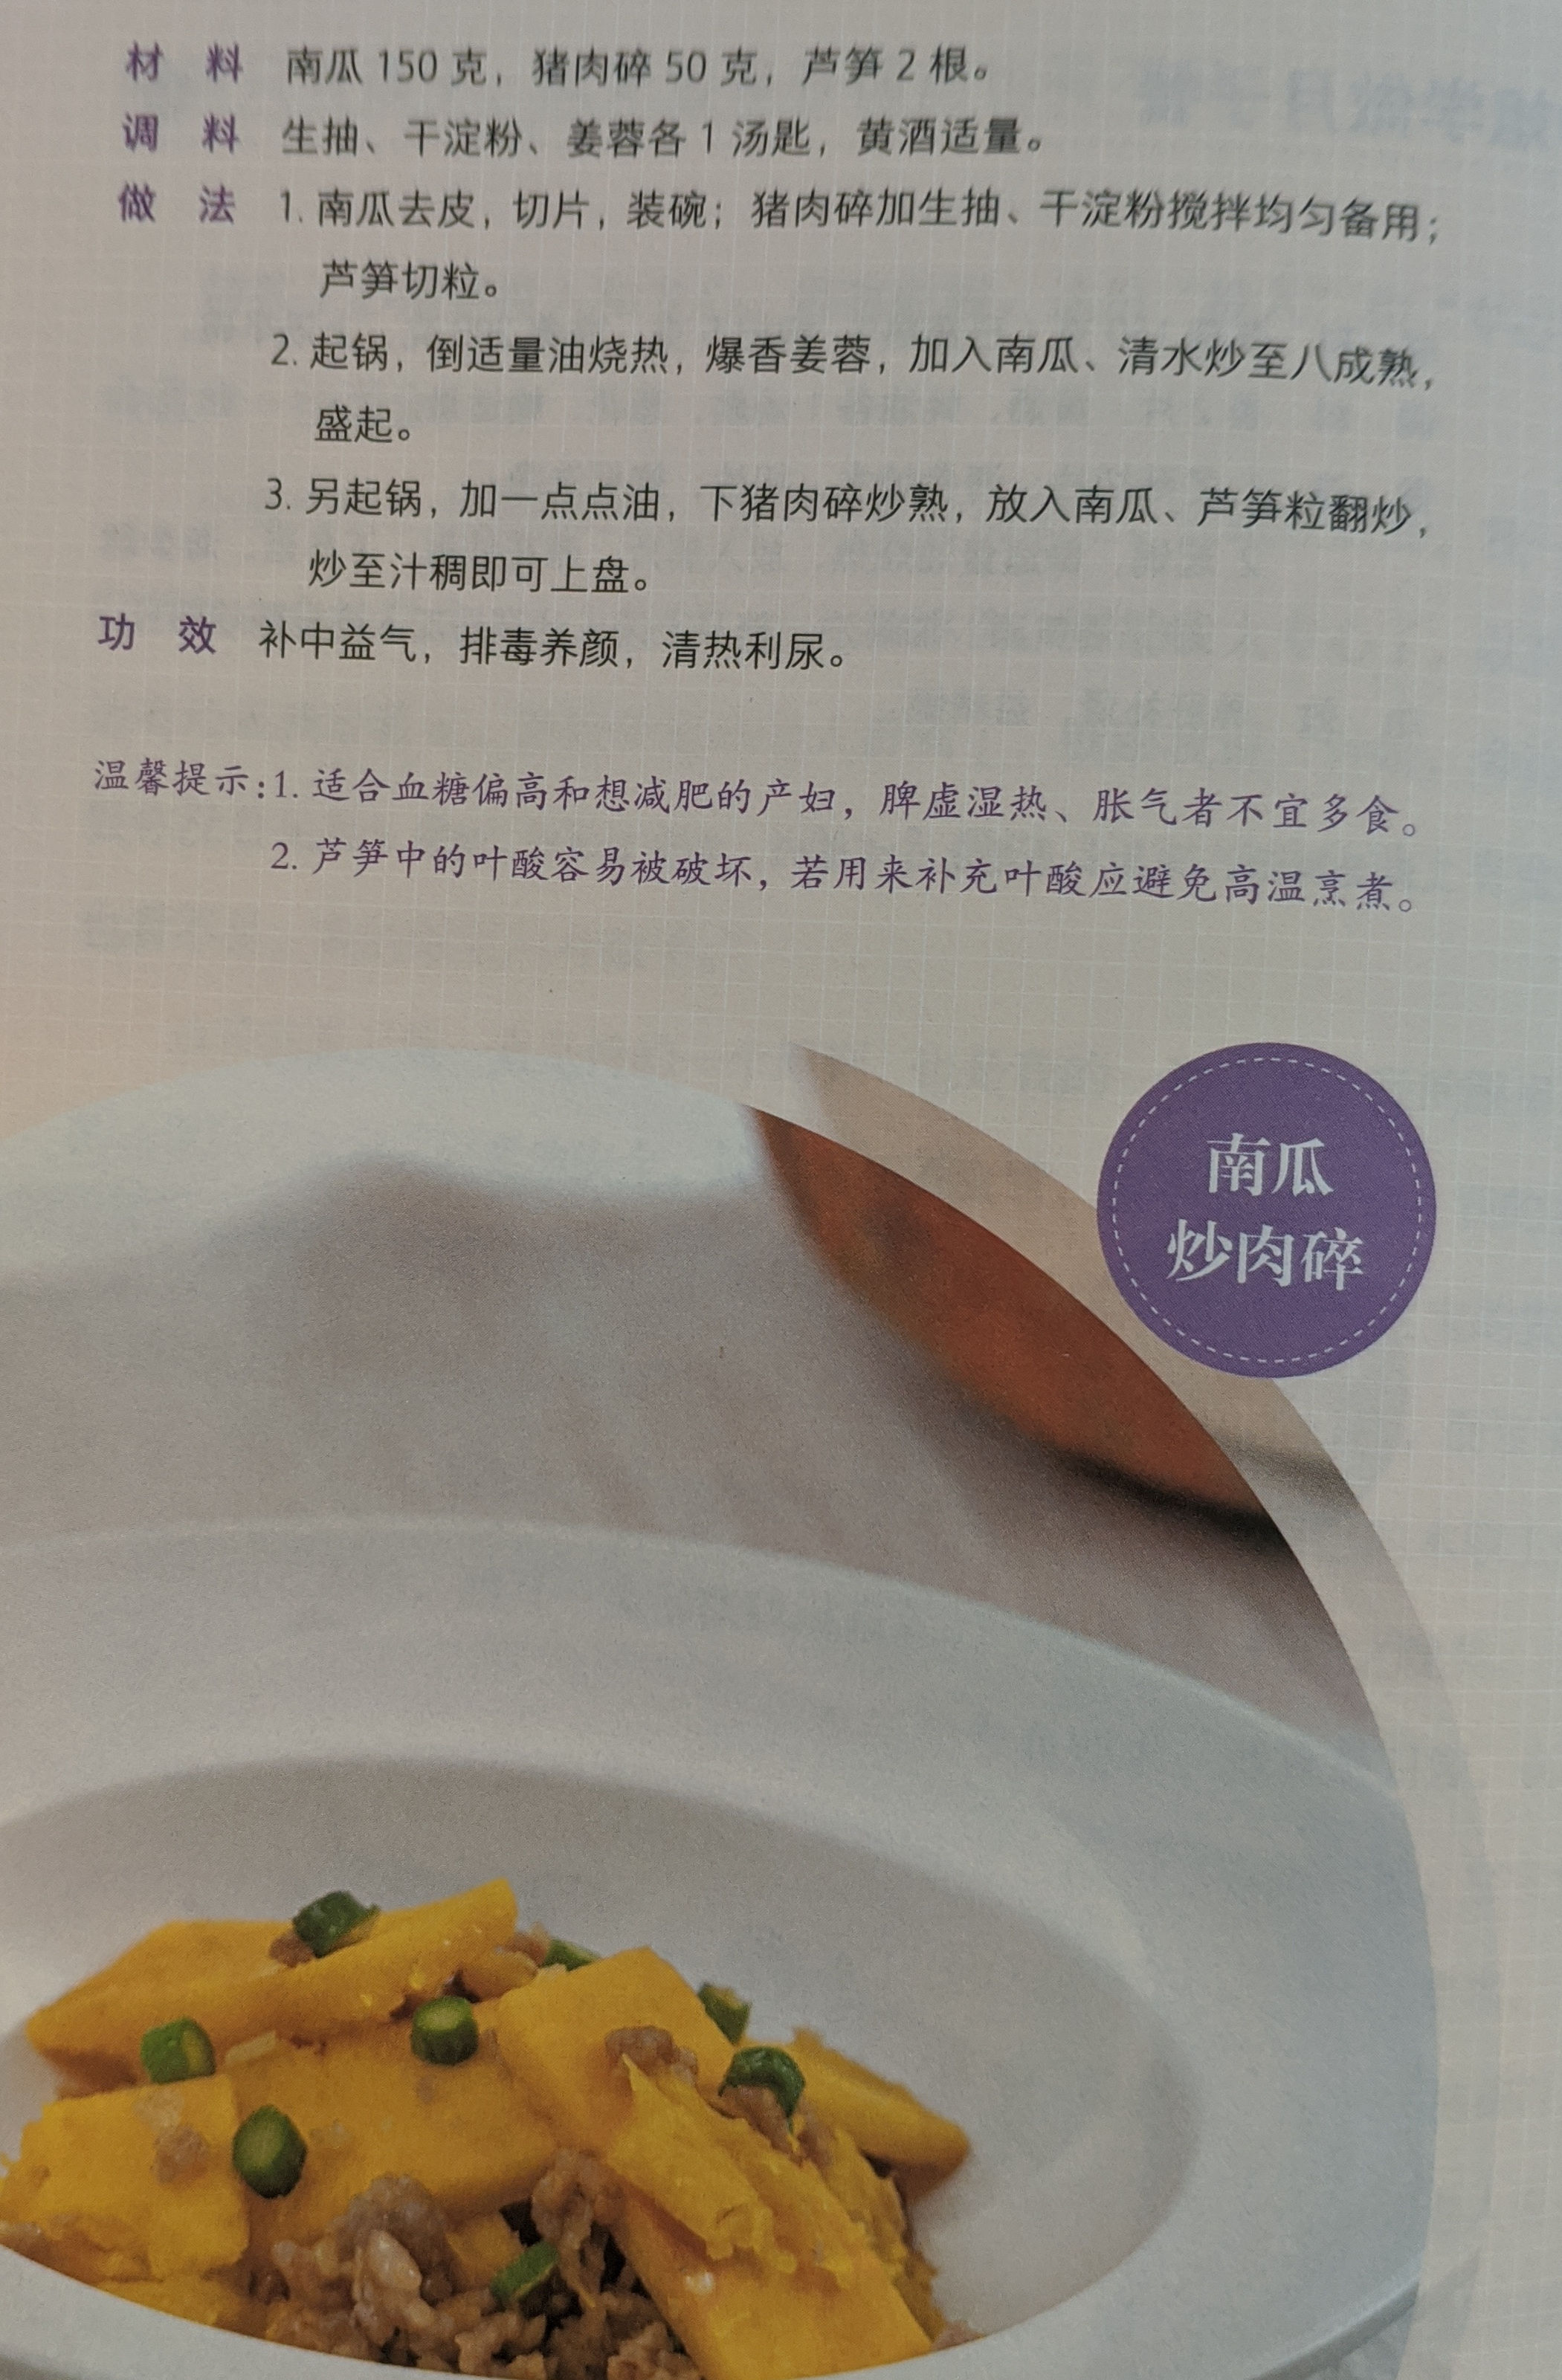 材 料 南瓜 150 克，猪肉碎 50 克，芦笋 2 根。
调 料 生抽、干淀粉、姜蓉各 1 汤匙，黄酒适量。
做 法 1. 南瓜去皮，切片，装碗；猪肉碎加生抽、干淀粉搅拌均匀备用；
芦笋切粒。
2. 起锅，倒适量油烧热，爆香姜蓉，加入南瓜、清水炒至八成熟，
盛起。
3. 另起锅，加一点点油，下猪肉碎炒熟，放入南瓜、芦笋粒翻炒，
炒至汁稠即可上盘。
功 效 补中益气，排毒养颜，清热利尿。
温馨提示：1. 适合血糖偏高和想减肥的产妇，脾虚湿热、胀气者不宜多食。
2. 芦笋中的叶酸容易被破坏，若用来补充叶酸应避免高温烹煮。
南瓜
炒肉碎